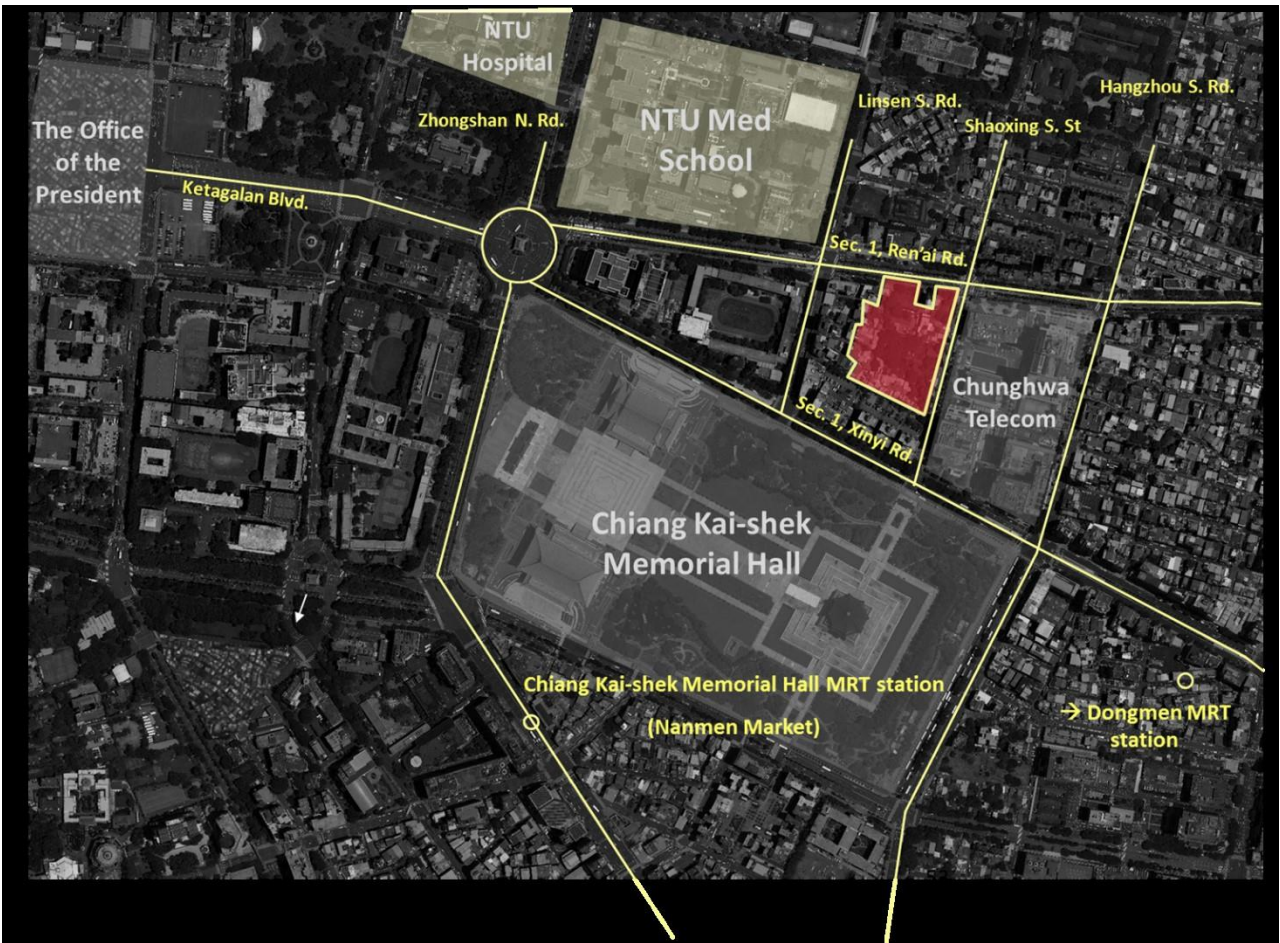 NTU
Hospital
Hangzhou S. Rd.
Linsen S. Rd.
Zhongshan N. Rd.
NTU Med
School
Shaoxing S. St
The Office
of the
President
Ketagalan Blvd.
Sec. 1, Ren'ai Rd.
Chunghwa
Telecom
Sec. 1, Xinyi Rd.
Chiang Kai-shek
Memorial Hall
Chiang Kai-shek Memorial Hall MRT station
(Nanmen Market)
→ Dongmen MRT
station